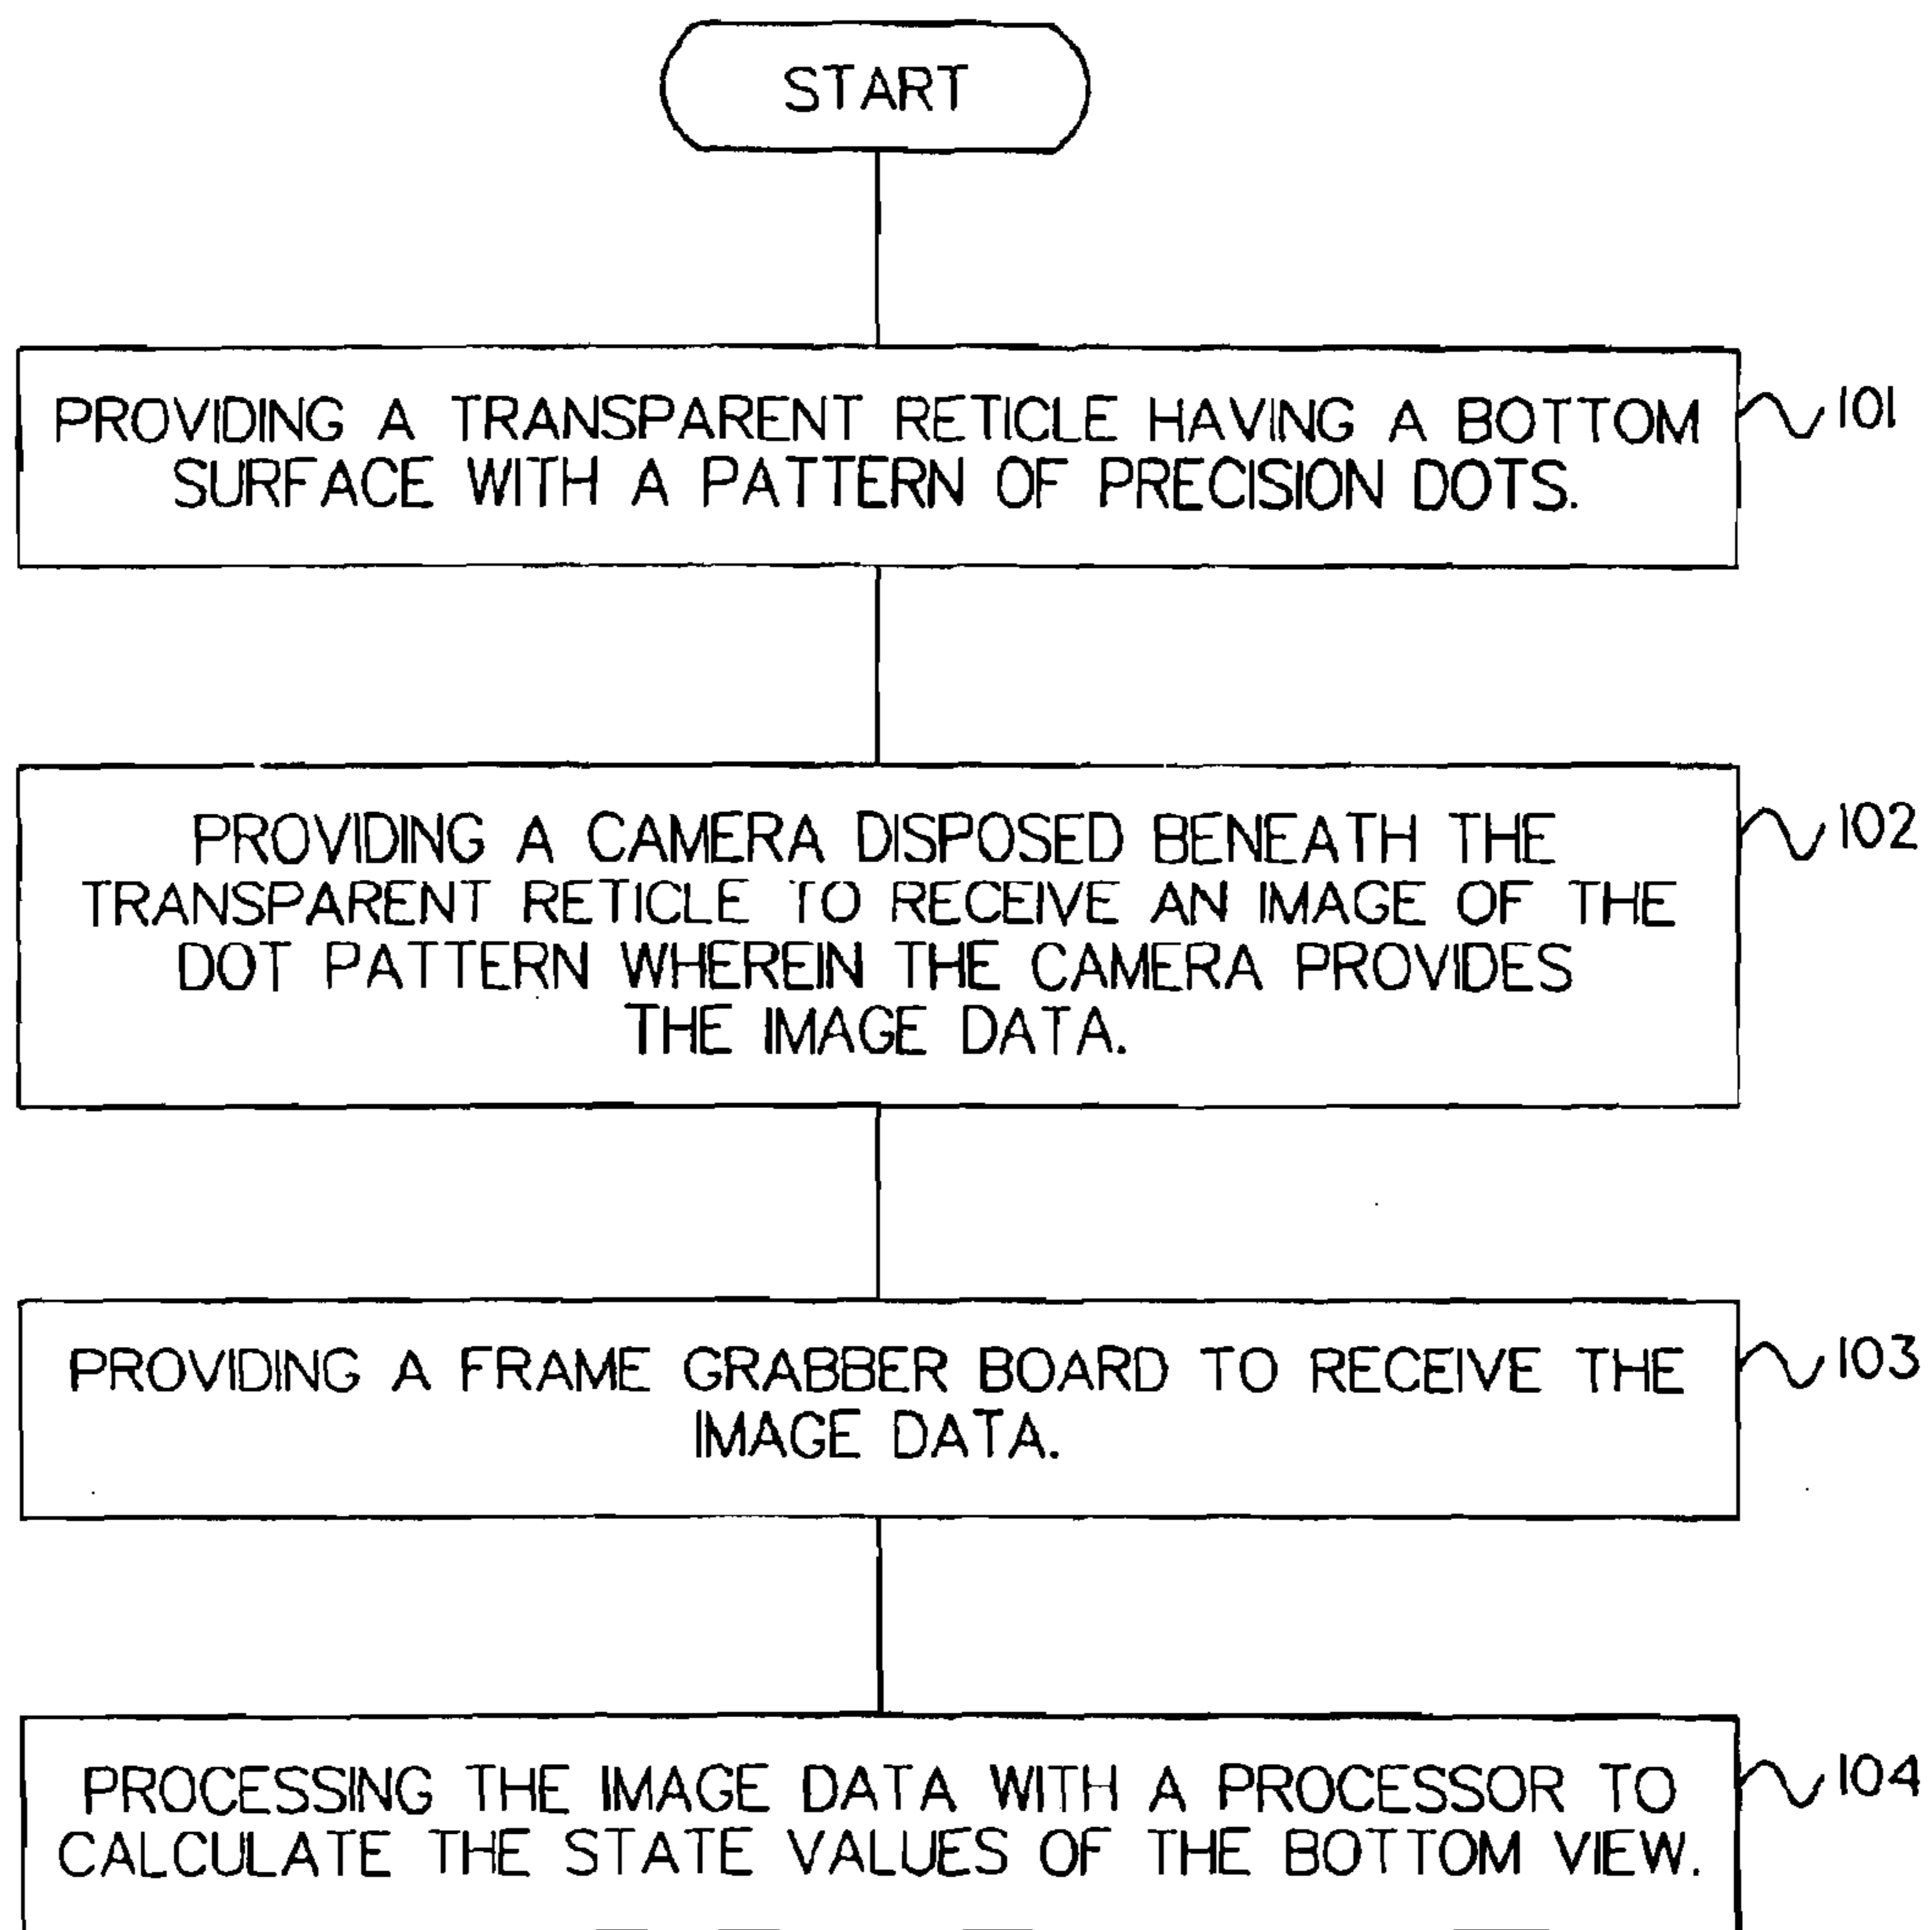 START
PROVIDING A TRANSPARENT RETICLE HAVING A BOTTOM
SURFACE WITH A PATTERN OF PRECISION DOTS.
101
PROVIDING A CAMERA DISPOSED BENEATH THE
TRANSPARENT RETICLE TO RECEIVE AN IMAGE OF THE
DOT PATTERN WHEREIN THE CAMERA PROVIDES
THE IMAGE DATA.
102
PROVIDING A FRAME GRABBER BOARD TO RECEIVE THE
IMAGE DATA.
103
PROCESSING THE IMAGE DATA WITH A PROCESSOR TO
CALCULATE THE STATE VALUES OF THE BOTTOM VIEW.
104